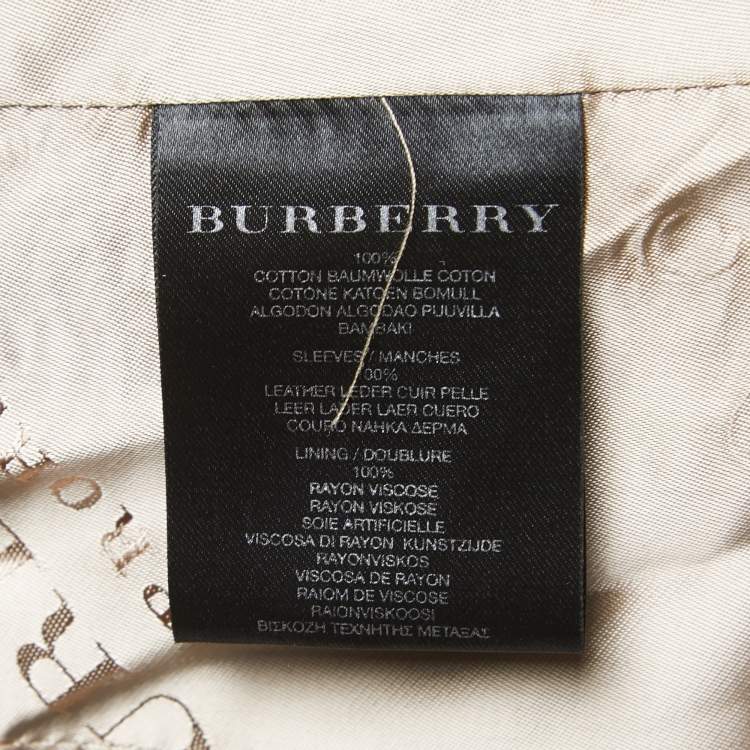 BURBERRY
100%
COTTON BAUMWOLLE COTON
COTONE KATOEN BOMULL
ALGODON ALGODAO PUUVILLA
BAMBAKI
SLEEVES / MANCHES
100%
LEATHER LEDER CUIR PELLE
LEER LADER LAER CUERO
COURO NAHKA ΔΕΡΜΑ
LINING / DOUBLURE
100%
RAYON VISCOSE
RAYON VISKOSE
SOIE ARTIFICIELLE
VISCOSA DI RAYON KUNSTZIJDE
RAYONVISKOS
VISCOSA DE RAYON
RAIOM DE VISCOSE
RAIONVISKOOSI
ΒΙΣΚΟΖΗ ΤΕΧΝΗΤΗΣ ΜΕΤΑΞΑΣ